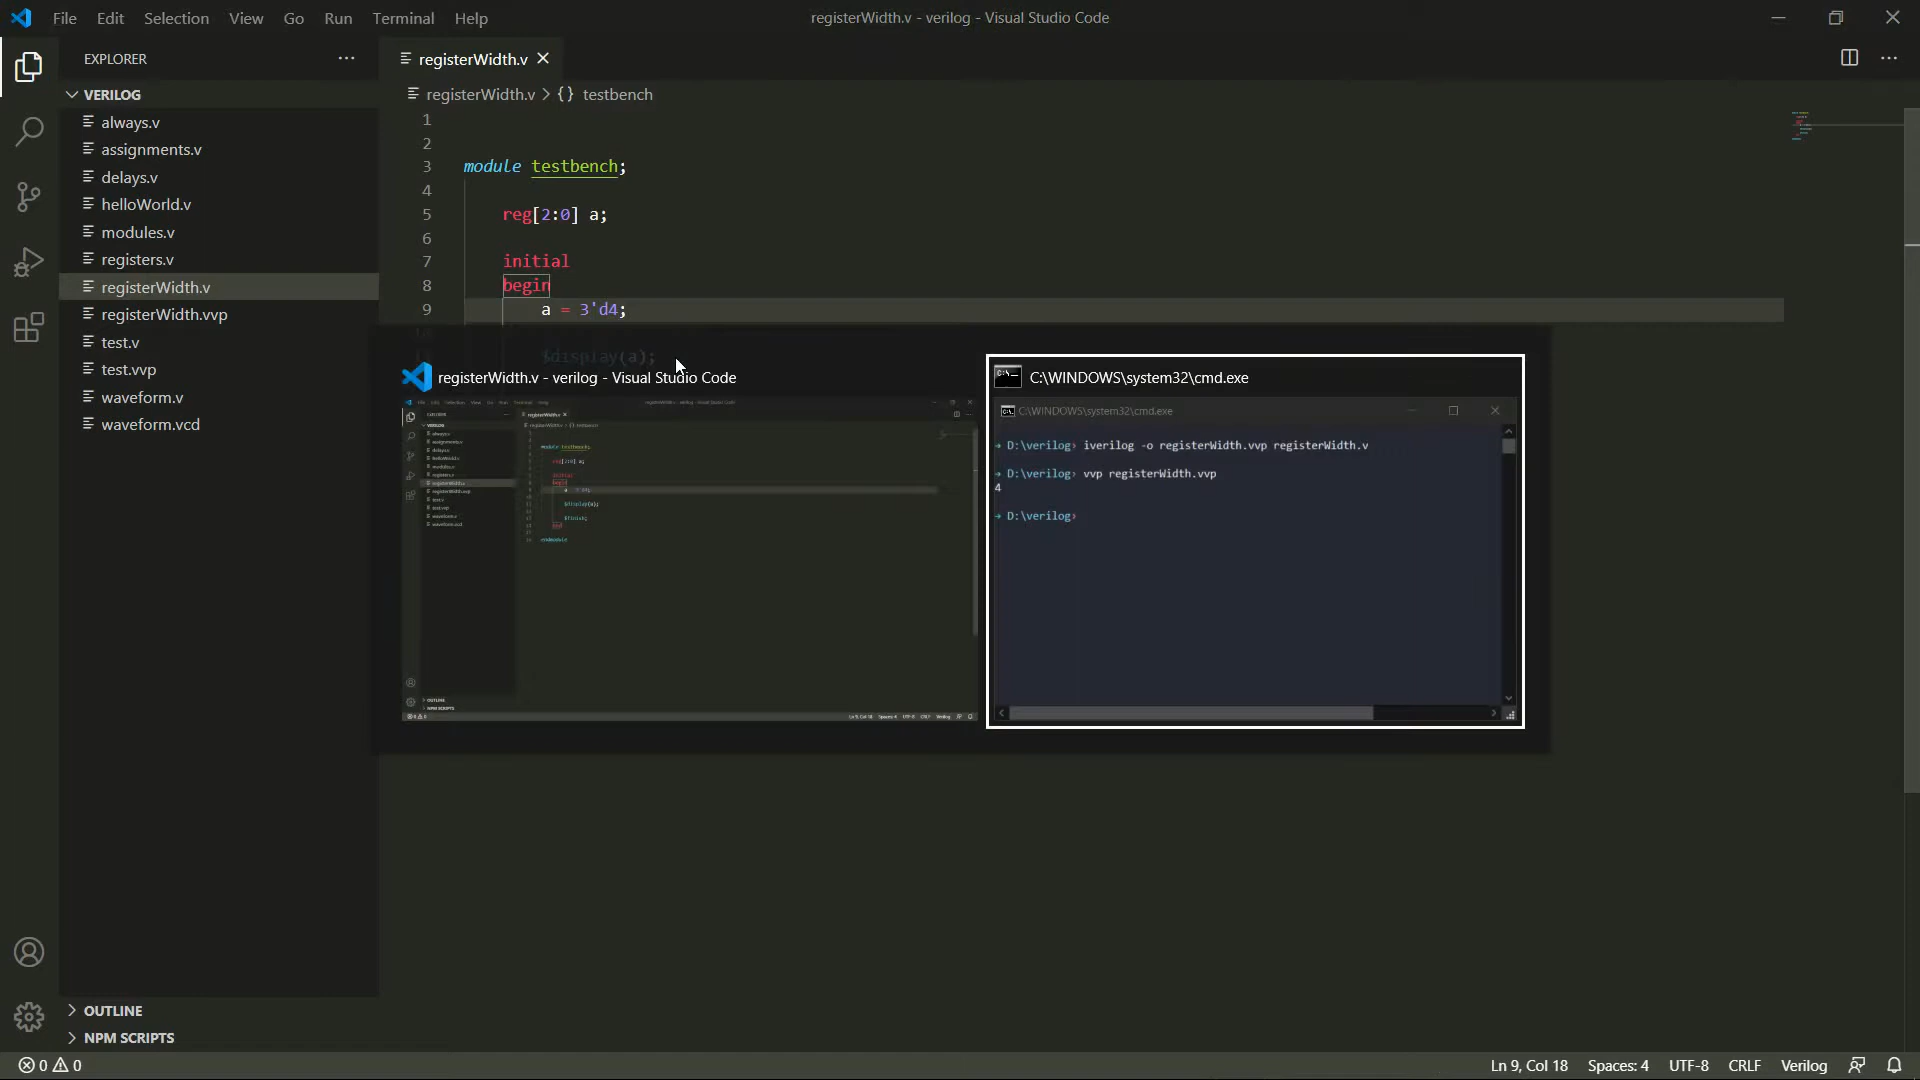 File Edit Selection View Go Run Terminal Help
registerWidth.v - verilog - Visual Studio Code
EXPLORER
registerWidth.v
VERILOG
registerWidth.v > {} testbench
always.v
assignments.v
delays.v
helloWorld.v
modules.v
registers.v
registerWidth.v
registerWidth.vvp
test.v
test.vvp
waveform.v
waveform.vcd
1
2
3 module testbench;
4
5 reg[2:0] a;
6
7 initial
8 begin
9 a = 3'd4;
$display(a);
registerWidth.v - verilog - Visual Studio Code
C:\WINDOWS\system32\cmd.exe
C:\WINDOWS\system32\cmd.exe
D:\verilog> iverilog -o registerWidth.vvp registerWidth.v
D:\verilog> vvp registerWidth.vvp
4
D:\verilog>
OUTLINE
NPM SCRIPTS
0 0
Ln 9, Col 18 Spaces: 4 UTF-8 CRLF Verilog